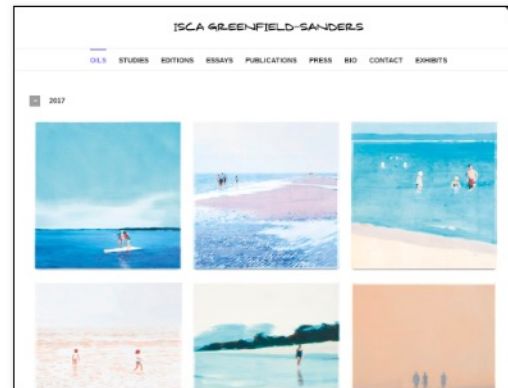 ISCA GREENFIELD-SANDERS
OILS STUDIES EDITIONS ESSAYS PUBLICATIONS PRESS BIO CONTACT EXHIBITS
2017